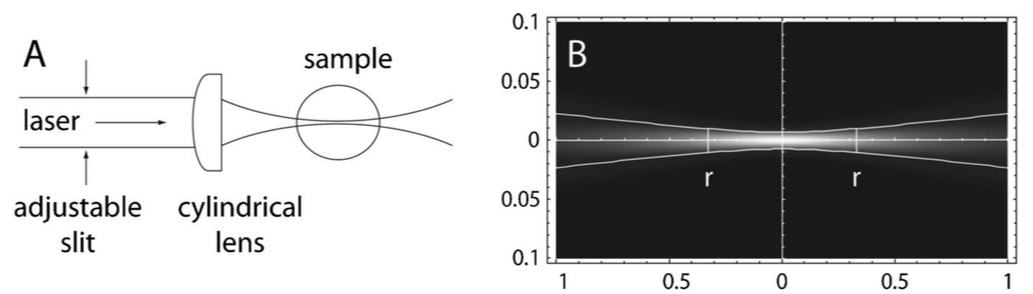 A
sample
laser
adjustable
slit
cylindrical
lens
B
0.1
0.05
0
0.05
0.1
r
r
1
0.5
0
0.5
1